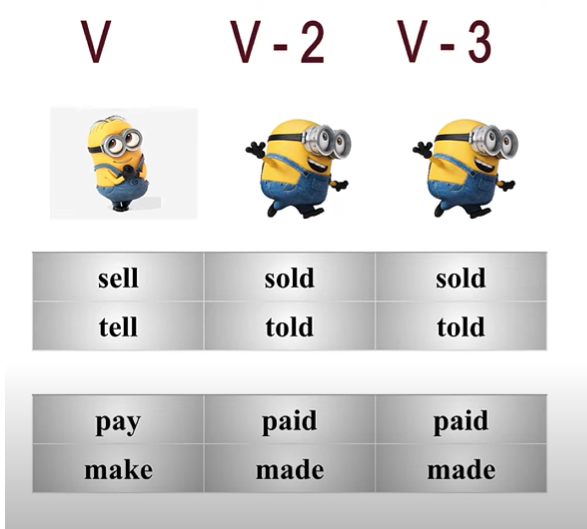 V V - 2 V - 3
sell sold sold
tell told told
pay paid paid
make made made